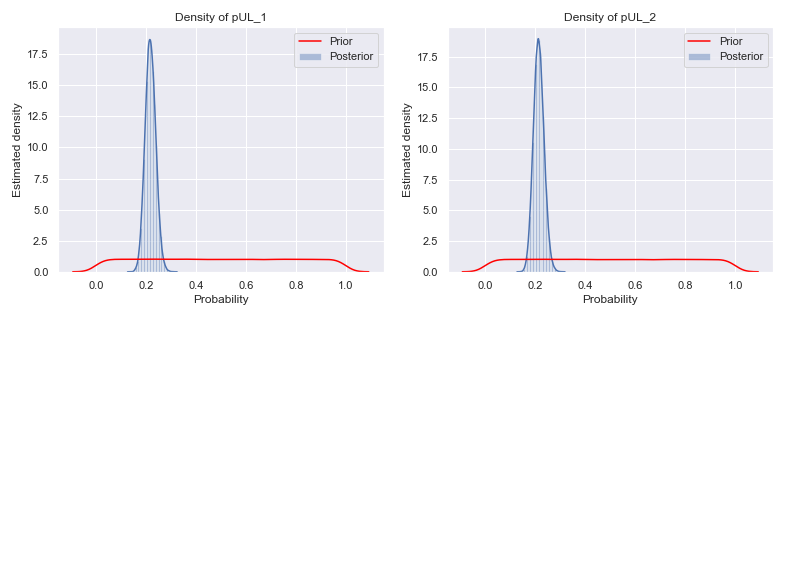 Density of pUL_1
Prior
Posterior
Estimated density
17.5
15.0
12.5
10.0
7.5
5.0
2.5
0.0
0.0 0.2 0.4 0.6 0.8 1.0
Probability
Density of pUL_2
Prior
Posterior
Estimated density
17.5
15.0
12.5
10.0
7.5
5.0
2.5
0.0
0.0 0.2 0.4 0.6 0.8 1.0
Probability